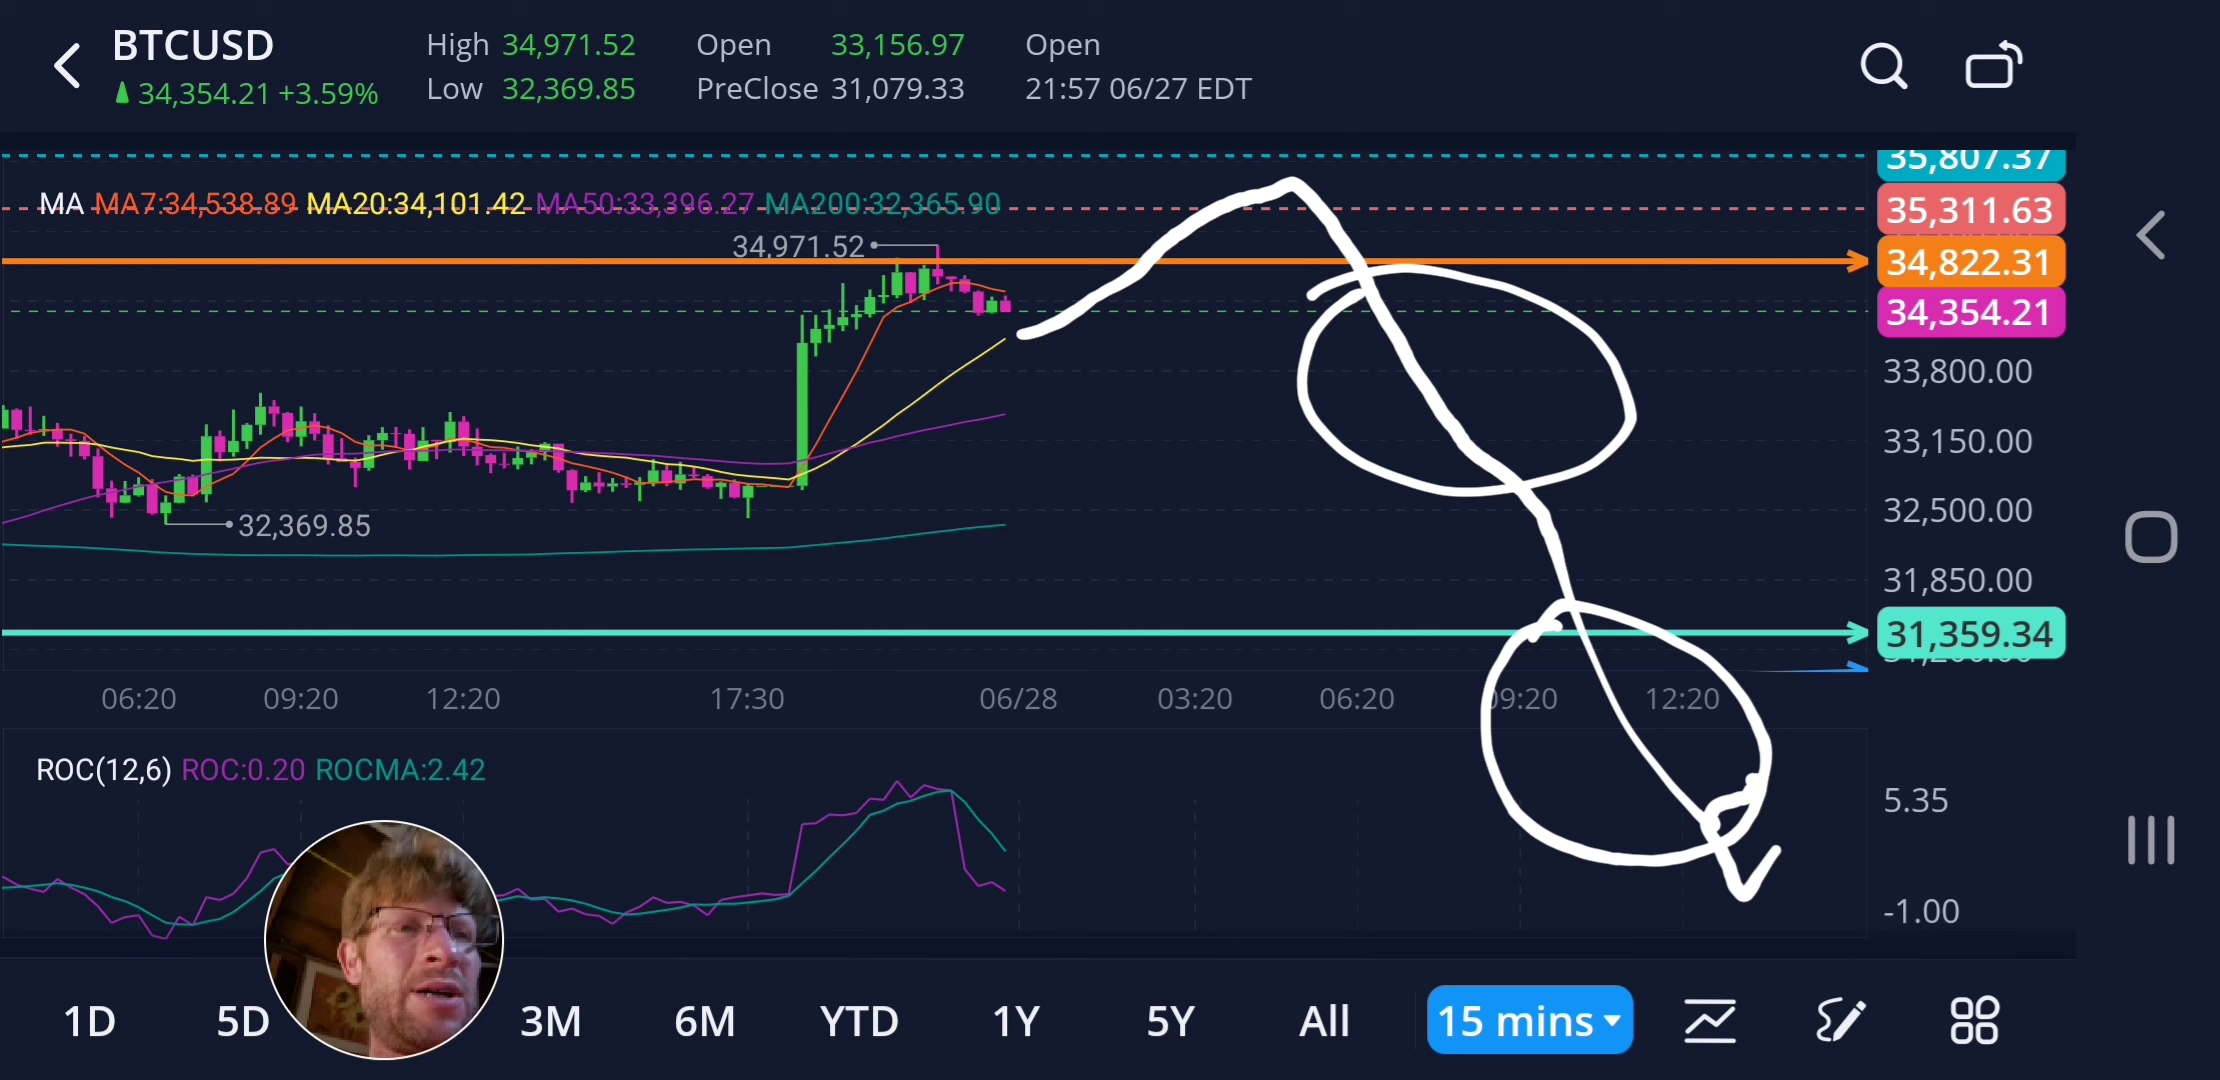 BTCUSD
34,354.21 +3.59%
High 34,971.52
Low 32,369.85
Open 33,156.97
PreClose 31,079.33
Open
21:57 06/27 EDT
MA MA7:34,538.89 MA20:34,101.42 MA50:33,396.27 MA200:32,365.90
34,971.52
32,369.85
35,807.37
35,311.63
34,822.31
34,354.21
33,800.00
33,150.00
32,500.00
31,850.00
31,359.34
06:20 09:20 12:20 17:30 06/28 03:20 06:20 09:20 12:20
ROC(12,6) ROC:0.20 ROCMA:2.42
5.35
-1.00
1D 5D 3M 6M YTD 1Y 5Y All 15 mins